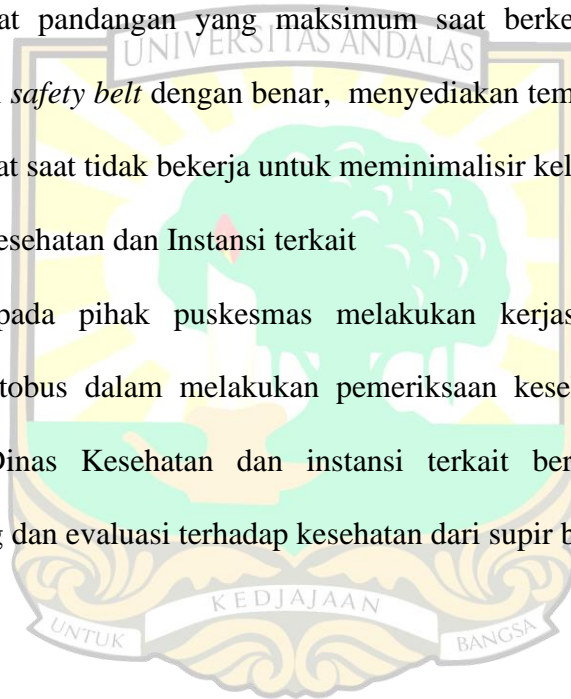 at pandangan yang maksimum saat berke
UNIVERSITAS ANDALAS
safety belt dengan benar, menyediakan tem
at saat tidak bekerja untuk meminimalisir kel
esehatan dan Instansi terkait
pada pihak puskesmas melakukan kerjas
tobus dalam melakukan pemeriksaan kese
Dinas Kesehatan dan instansi terkait ber
g dan evaluasi terhadap kesehatan dari supir b
KEDJAJAAN
UNTUK
BANGSA